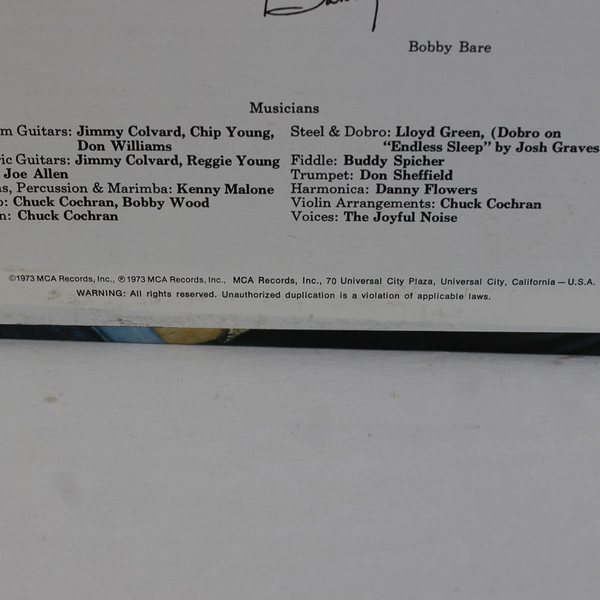 Bobby Bare
Musicians
m Guitars: Jimmy Colvard, Chip Young,
Don Williams
ic Guitars: Jimmy Colvard, Reggie Young
Joe Allen
s, Percussion & Marimba: Kenny Malone
o: Chuck Cochran, Bobby Wood
n: Chuck Cochran
Steel & Dobro: Lloyd Green, (Dobro on
“Endless Sleep” by Josh Graves
Fiddle: Buddy Spicher
Trumpet: Don Sheffield
Harmonica: Danny Flowers
Violin Arrangements: Chuck Cochran
Voices: The Joyful Noise
©1973 MCA Records, Inc., ℗1973 MCA Records, Inc., MCA Records, Inc., 70 Universal City Plaza, Universal City, California — U.S.A.
WARNING: All rights reserved. Unauthorized duplication is a violation of applicable laws.